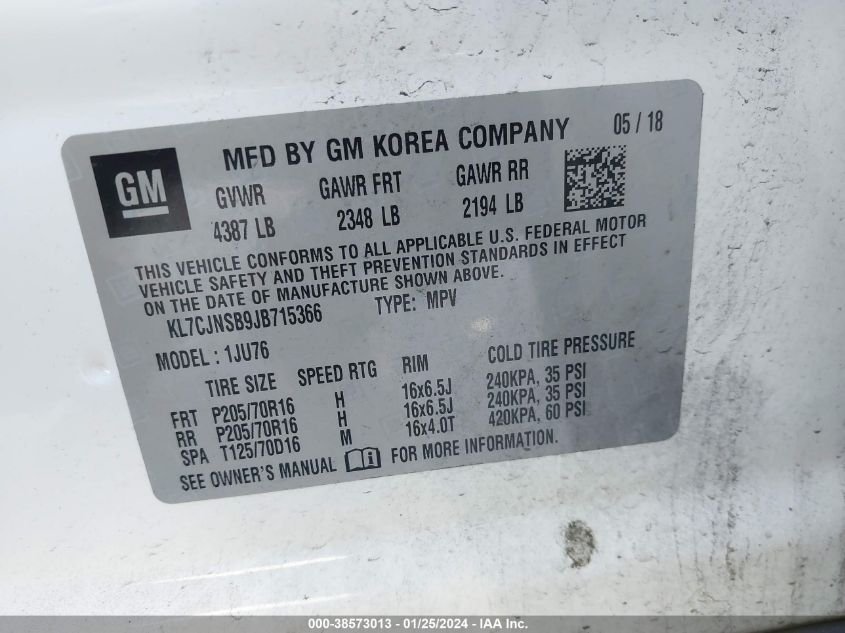 GM
MFD BY GM KOREA COMPANY 05 / 18
GVWR GAWR FRT GAWR RR
4387 LB 2348 LB 2194 LB
THIS VEHICLE CONFORMS TO ALL APPLICABLE U.S. FEDERAL MOTOR
VEHICLE SAFETY AND THEFT PREVENTION STANDARDS IN EFFECT
ON THE DATE OF MANUFACTURE SHOWN ABOVE.
KL7CJNSB9JB715366 TYPE: MPV
MODEL : 1JU76
TIRE SIZE SPEED RTG RIM COLD TIRE PRESSURE
FRT P205/70R16 H 16x6.5J 240KPA, 35 PSI
RR P205/70R16 H 16x6.5J 240KPA, 35 PSI
SPA T125/70D16 M 16x4.0T 420KPA, 60 PSI
SEE OWNER'S MANUAL i FOR MORE INFORMATION.
000-38573013 - 01/25/2024 - IAA Inc.